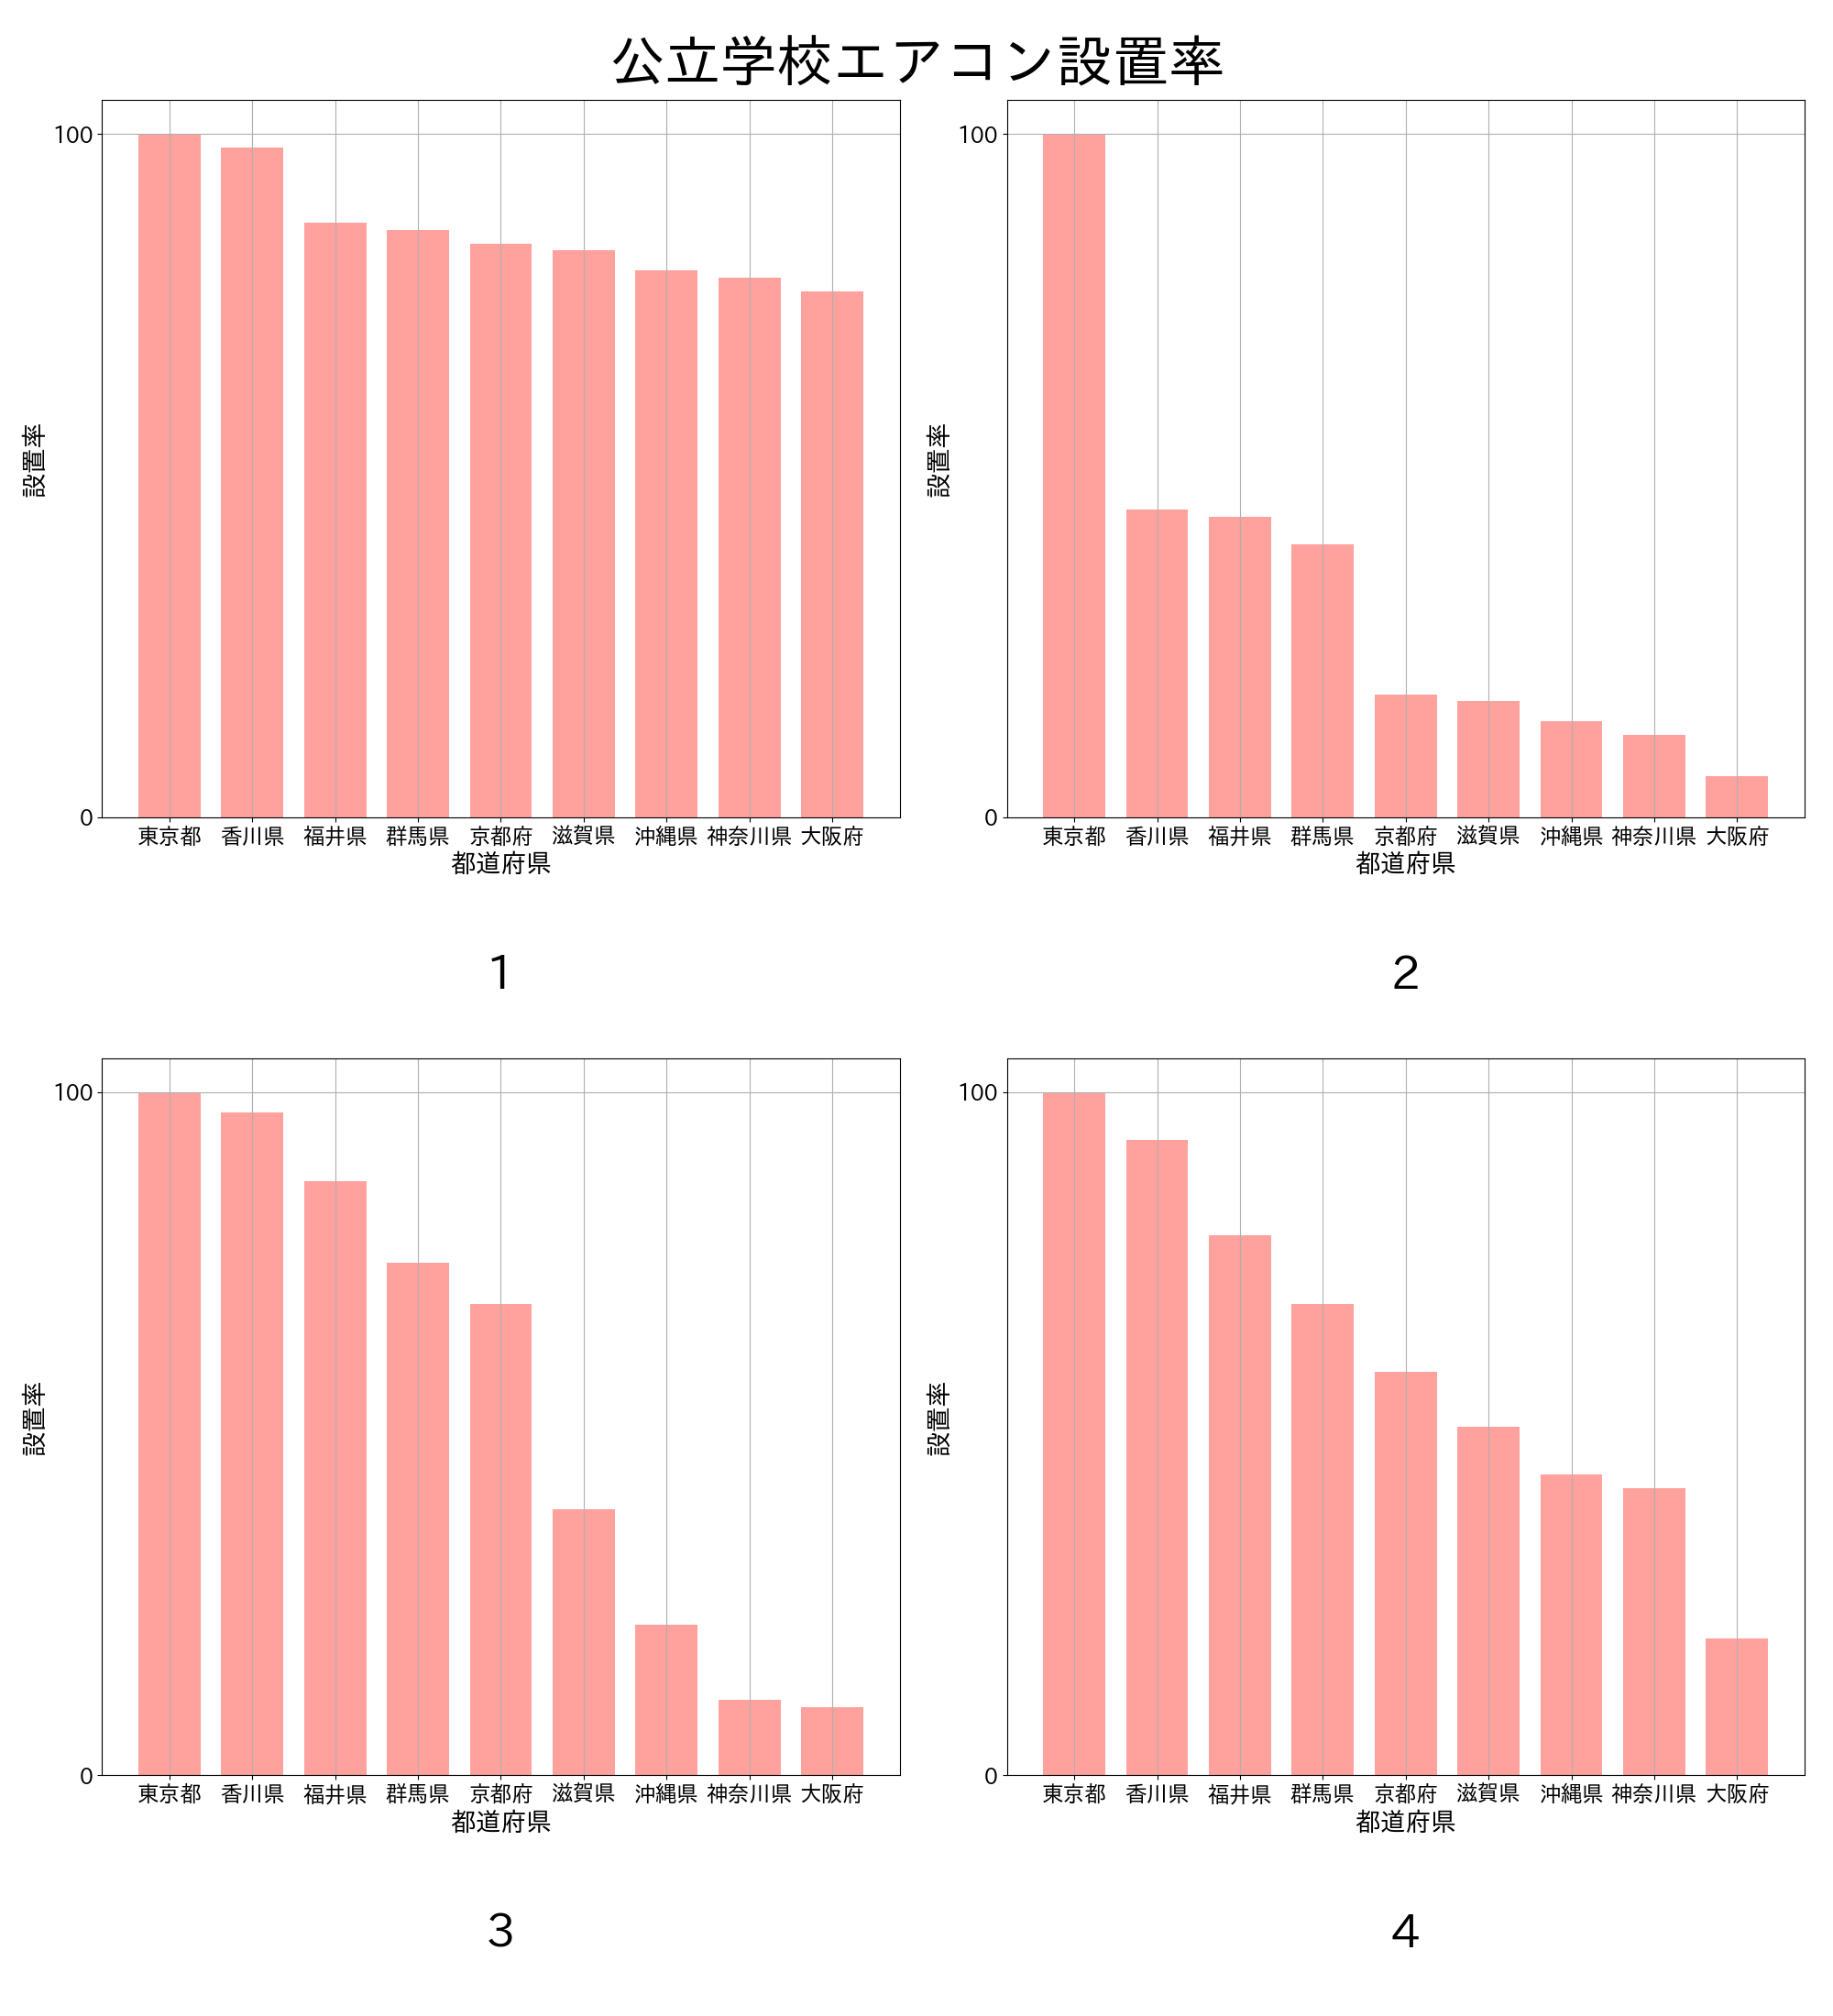 公立学校エアコン設置率
100
0
設置率
東京都 香川県 福井県 群馬県 京都府 滋賀県 沖縄県 神奈川県 大阪府
都道府県
1
100
0
設置率
東京都 香川県 福井県 群馬県 京都府 滋賀県 沖縄県 神奈川県 大阪府
都道府県
2
100
0
設置率
東京都 香川県 福井県 群馬県 京都府 滋賀県 沖縄県 神奈川県 大阪府
都道府県
3
100
0
設置率
東京都 香川県 福井県 群馬県 京都府 滋賀県 沖縄県 神奈川県 大阪府
都道府県
4